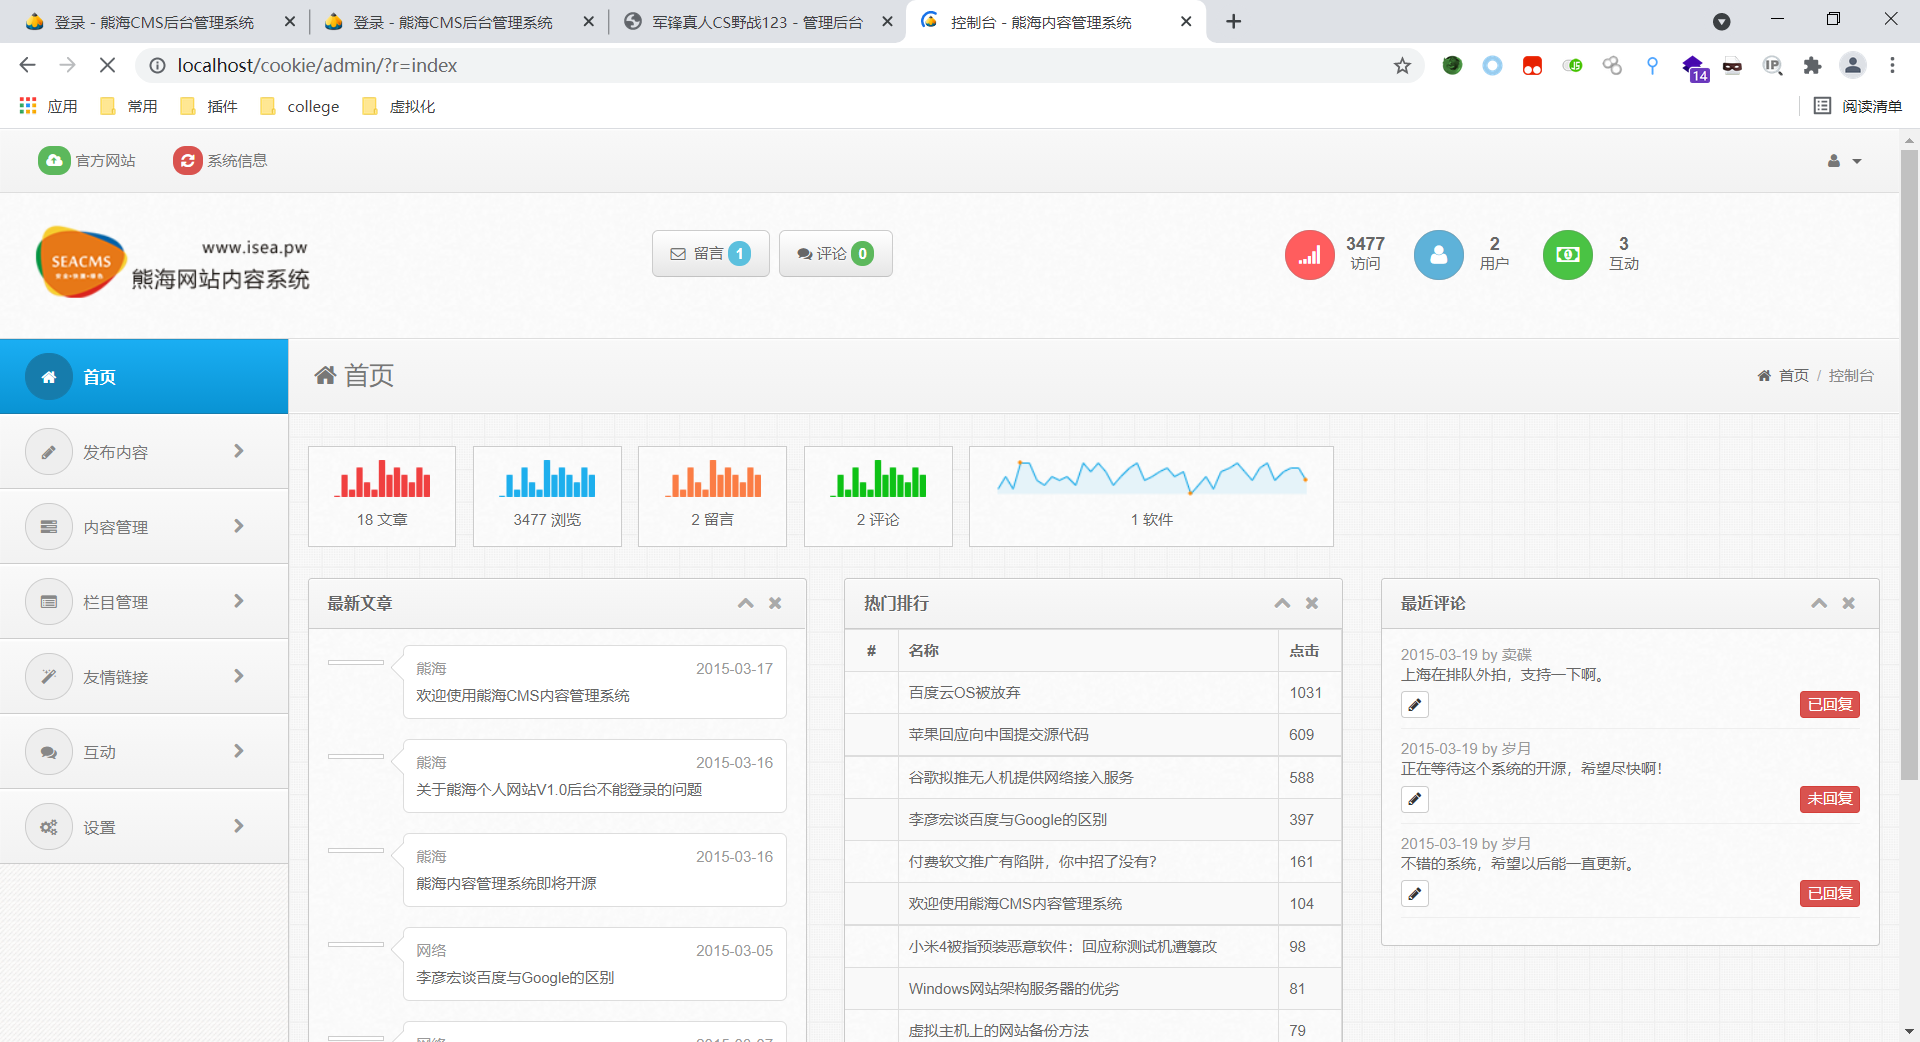 登录 - 熊海CMS后台管理系统
登录 - 熊海CMS后台管理系统
军锋真人CS野战123 - 管理后台
控制台 - 熊海内容管理系统
localhost/cookie/admin/?r=index
JS
14
IP
应用
常用
插件
college
虚拟化
阅读清单
官方网站
系统信息
SEACMS
www.isea.pw
熊海网站内容系统
留言 1
评论 0
3477
访问
2
用户
3
互动
首页
发布内容
内容管理
栏目管理
友情链接
互动
设置
首页
首页 / 控制台
18 文章
3477 浏览
2 留言
2 评论
1 软件
最新文章
熊海 2015-03-17
欢迎使用熊海CMS内容管理系统
熊海 2015-03-16
关于熊海个人网站V1.0后台不能登录的问题
熊海 2015-03-16
熊海内容管理系统即将开源
网络 2015-03-05
李彦宏谈百度与Google的区别
热门排行
# 名称 点击
百度云OS被放弃 1031
苹果回应向中国提交源代码 609
谷歌拟推无人机提供网络接入服务 588
李彦宏谈百度与Google的区别 397
付费软文推广有陷阱，你中招了没有？ 161
欢迎使用熊海CMS内容管理系统 104
小米4被指预装恶意软件：回应称测试机遭篡改 98
Windows网站架构服务器的优劣 81
虚拟主机上的网站备份方法 79
最近评论
2015-03-19 by 卖碟
上海在排队外拍，支持一下啊。
已回复
2015-03-19 by 岁月
正在等待这个系统的开源，希望尽快啊！
未回复
2015-03-19 by 岁月
不错的系统，希望以后能一直更新。
已回复